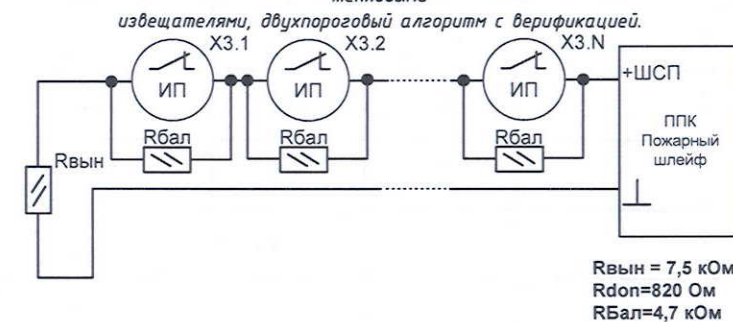 извещателями, двухпороговый алгоритм с верификацией.
X3.1
X3.2
X3.N
ИП
ИП
ИП
+ШСП
Rбал
Rбал
Rбал
ППК
Пожарный
шлейф
Rвын
Rвын = 7,5 кОм
Rdon=820 Ом
RБал=4,7 кОм